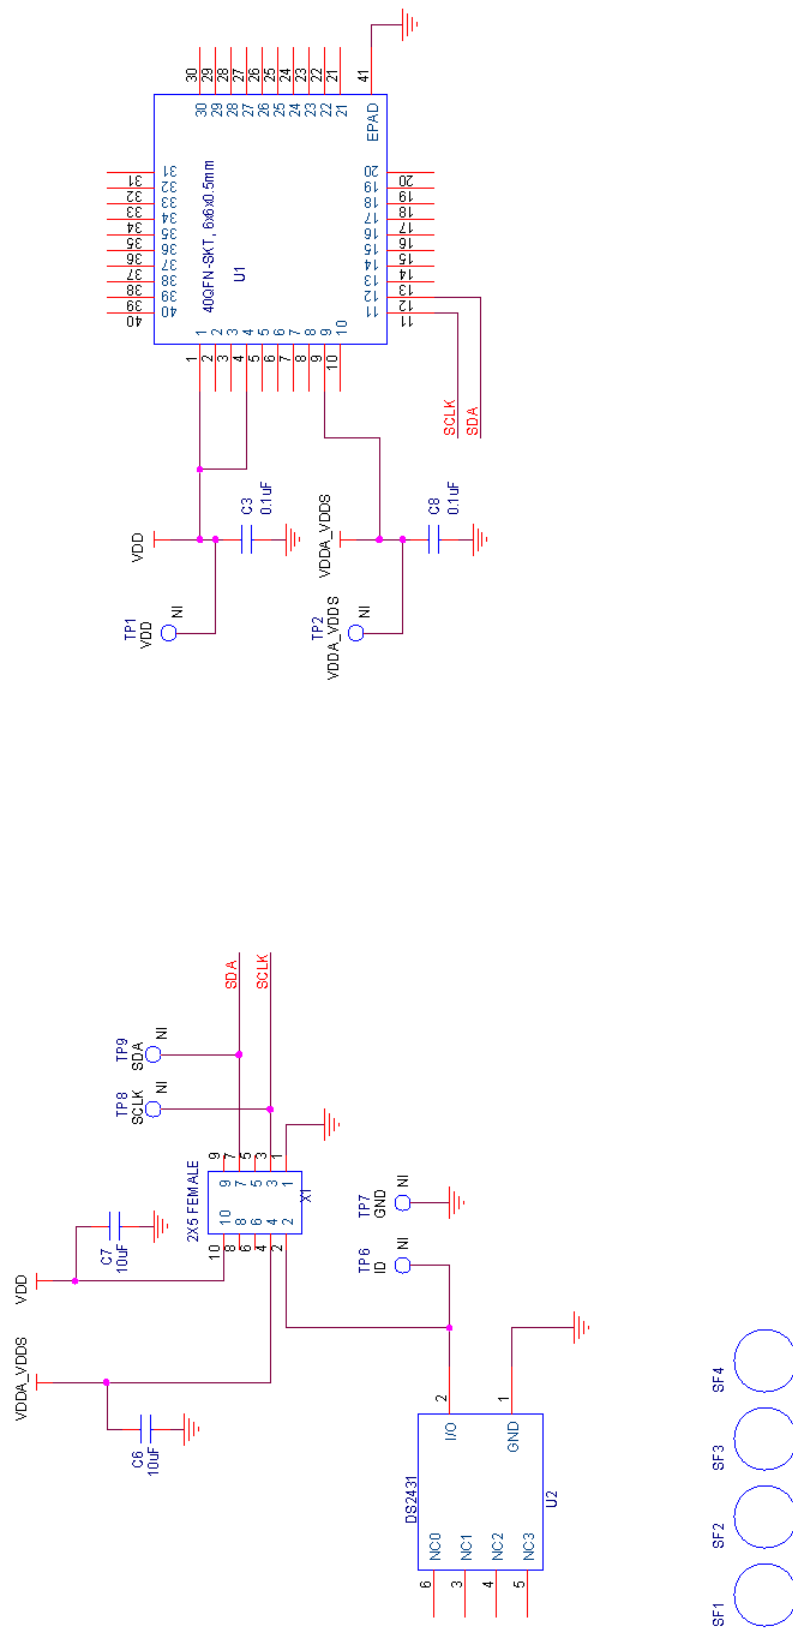 41
EPAD
30 29 28 27 26 25 24 23 22 21
30 29 28 27 26 25 24 23 22 21
31 32 33 34 35 36 37 38 39 40
31 32 33 34 35 36 37 38 39 40
40QFN-SKT, 6x6x0.5mm
U1
20 19 18 17 16 15 14 13 12 11
20 19 18 17 16 15 14 13 12 11
1 2 3 4 5 6 7 8 9 10
1 2 3 4 5 6 7 8 9 10
SCLK
SDA
VDD
C3
0.1uF
VDDA_VDDS
C8
0.1uF
TP1
VDD
NI
TP2
VDDA_VDDS
NI
SDA
SCLK
TP9
SDA
NI
TP8
SCLK
NI
2X5 FEMALE
9 7 5 3 1
9 7 5 3 1
10 8 6 4 2
10 8 6 4 2
X1
C7
10uF
VDD
VDDA_VDDS
C6
10uF
TP7
GND
NI
TP6
ID
NI
2
1
I/O
GND
DS2431
U2
NC0
NC1
NC2
NC3
6
3
4
5
SF4
SF3
SF2
SF1